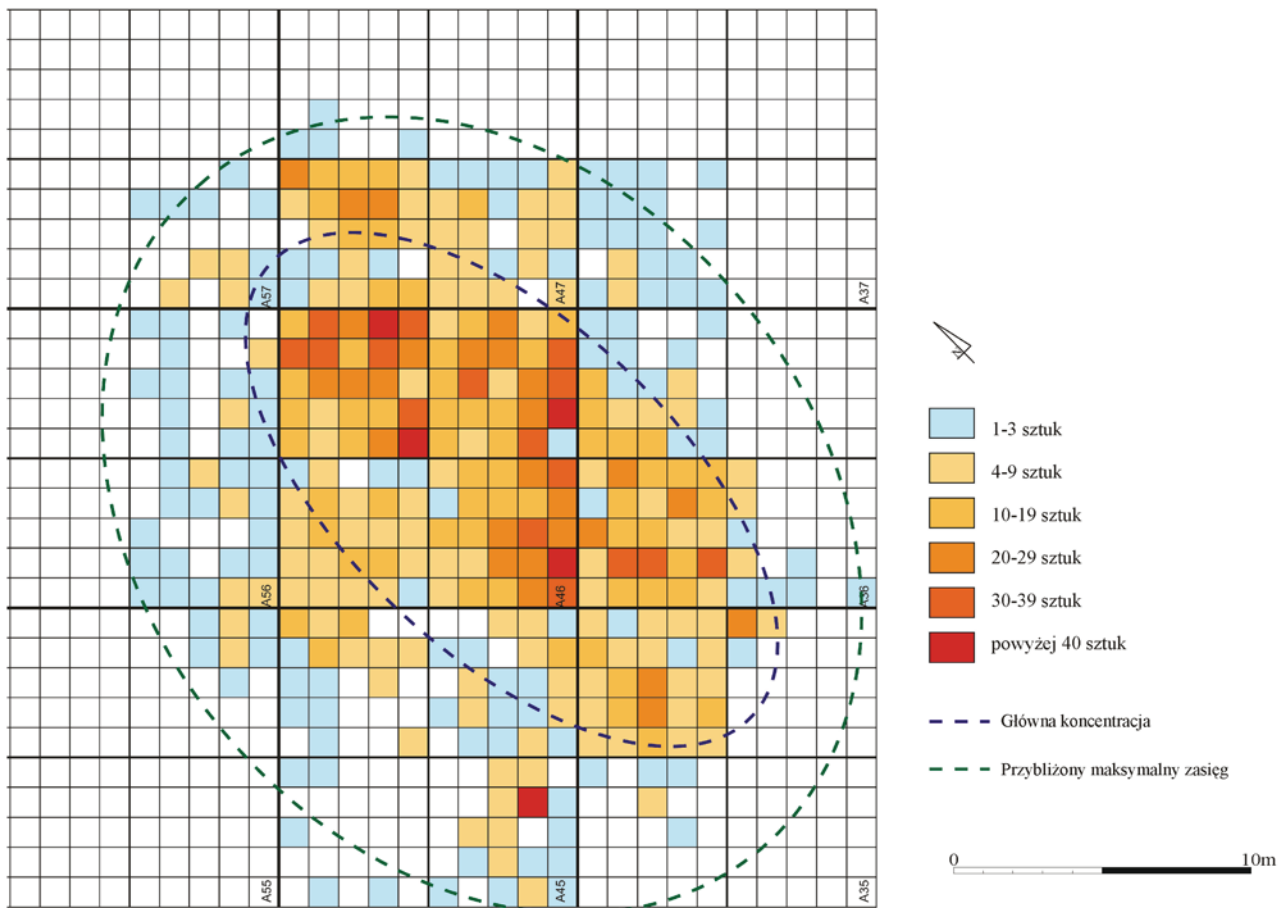 A57
A47
A37
A56
A46
A36
A55
A45
A35
1-3 sztuk
4-9 sztuk
10-19 sztuk
20-29 sztuk
30-39 sztuk
powyżej 40 sztuk
Główna koncentracja
Przybliżony maksymalny zasięg
0 10m